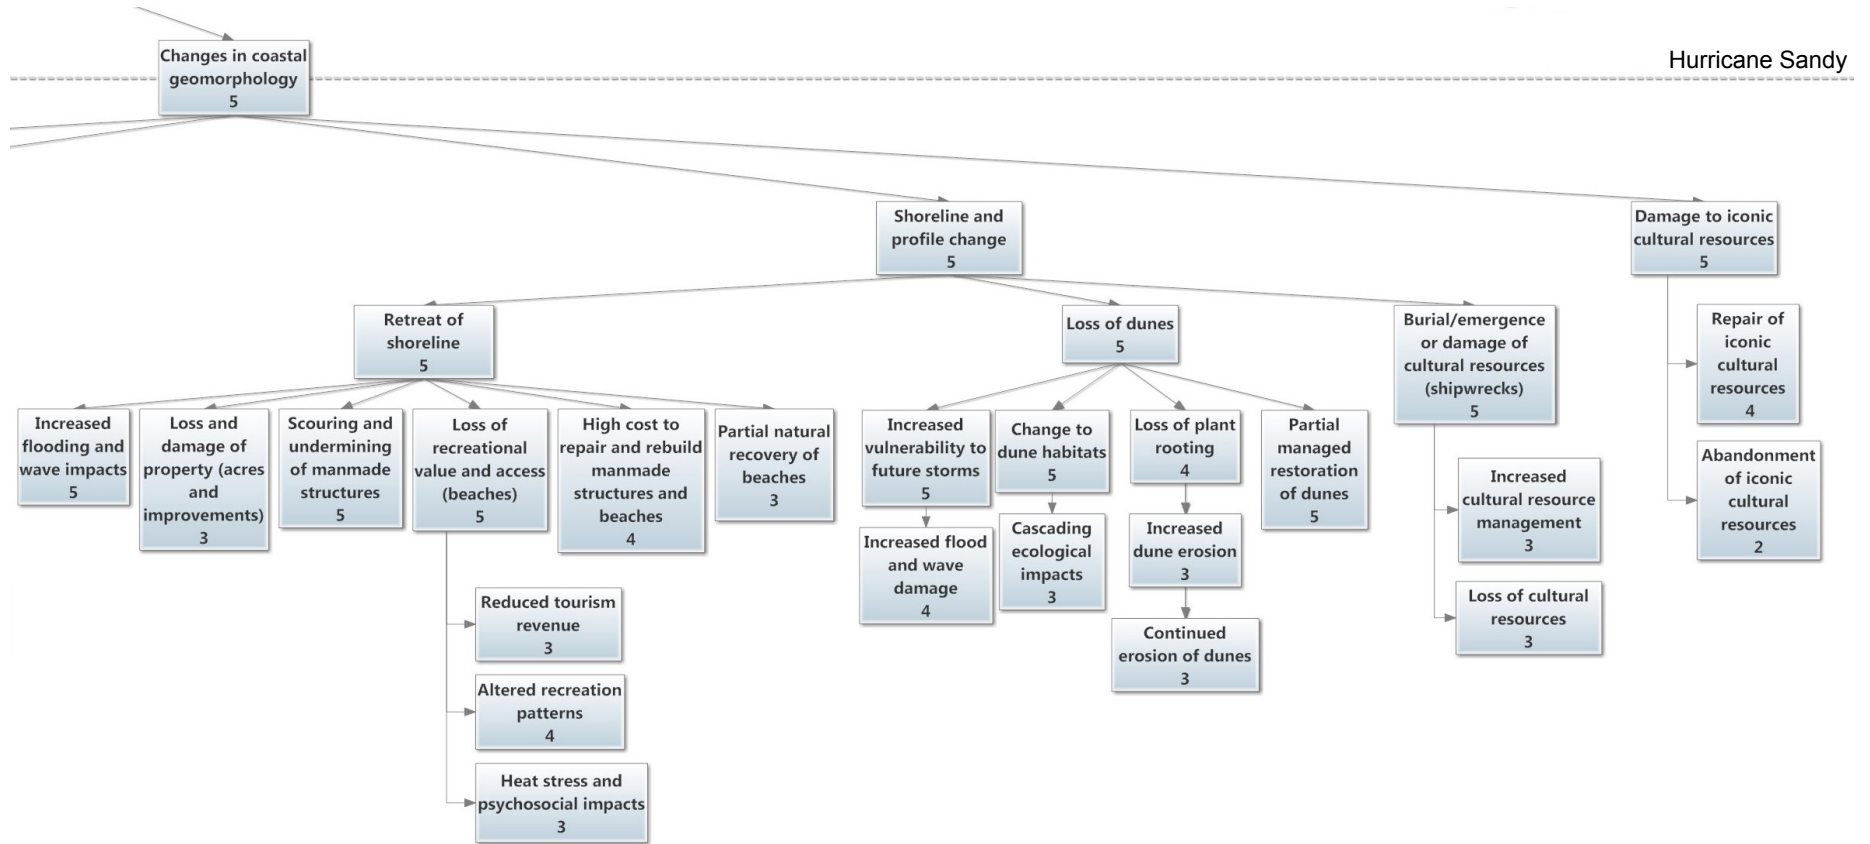 Hurricane Sandy
Changes in coastal
geomorphology
5
Shoreline and
profile change
5
Damage to iconic
cultural resources
5
Retreat of
shoreline
5
Loss of dunes
5
Burial/emergence
or damage of
cultural resources
(shipwrecks)
5
Repair of
iconic
cultural
resources
4
Abandonment
of iconic
cultural
resources
2
Increased
flooding and
wave impacts
5
Loss and
damage of
property (acres
and
improvements)
3
Scouring and
undermining
of manmade
structures
5
Loss of
recreational
value and access
(beaches)
5
High cost to
repair and rebuild
manmade
structures and
beaches
4
Partial natural
recovery of
beaches
3
Increased
vulnerability to
future storms
5
Change to
dune habitats
5
Loss of plant
rooting
4
Partial
managed
restoration
of dunes
5
Increased flood
and wave
damage
4
Cascading
ecological
impacts
3
Increased
dune erosion
3
Continued
erosion of dunes
3
Increased
cultural resource
management
3
Loss of cultural
resources
3
Reduced tourism
revenue
3
Altered recreation
patterns
4
Heat stress and
psychosocial impacts
3